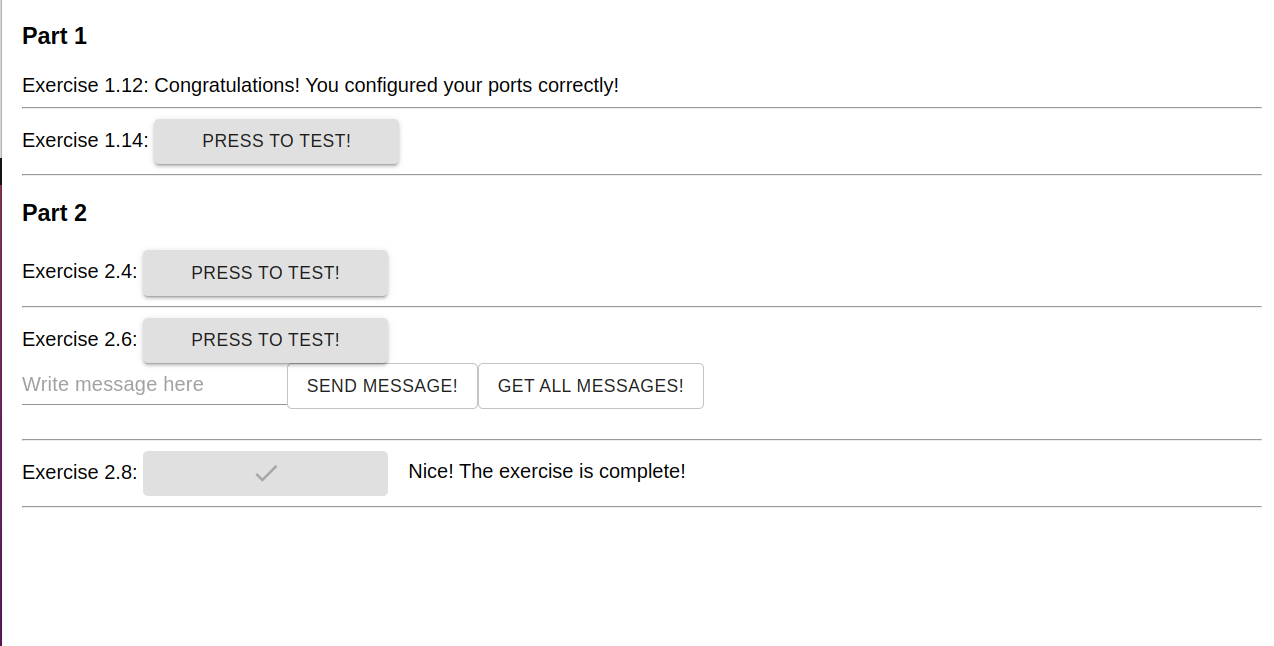 Part 1
Exercise 1.12: Congratulations! You configured your ports correctly!
Exercise 1.14: PRESS TO TEST!
Part 2
Exercise 2.4: PRESS TO TEST!
Exercise 2.6: PRESS TO TEST!
Write message here SEND MESSAGE! GET ALL MESSAGES!
Exercise 2.8: Nice! The exercise is complete!